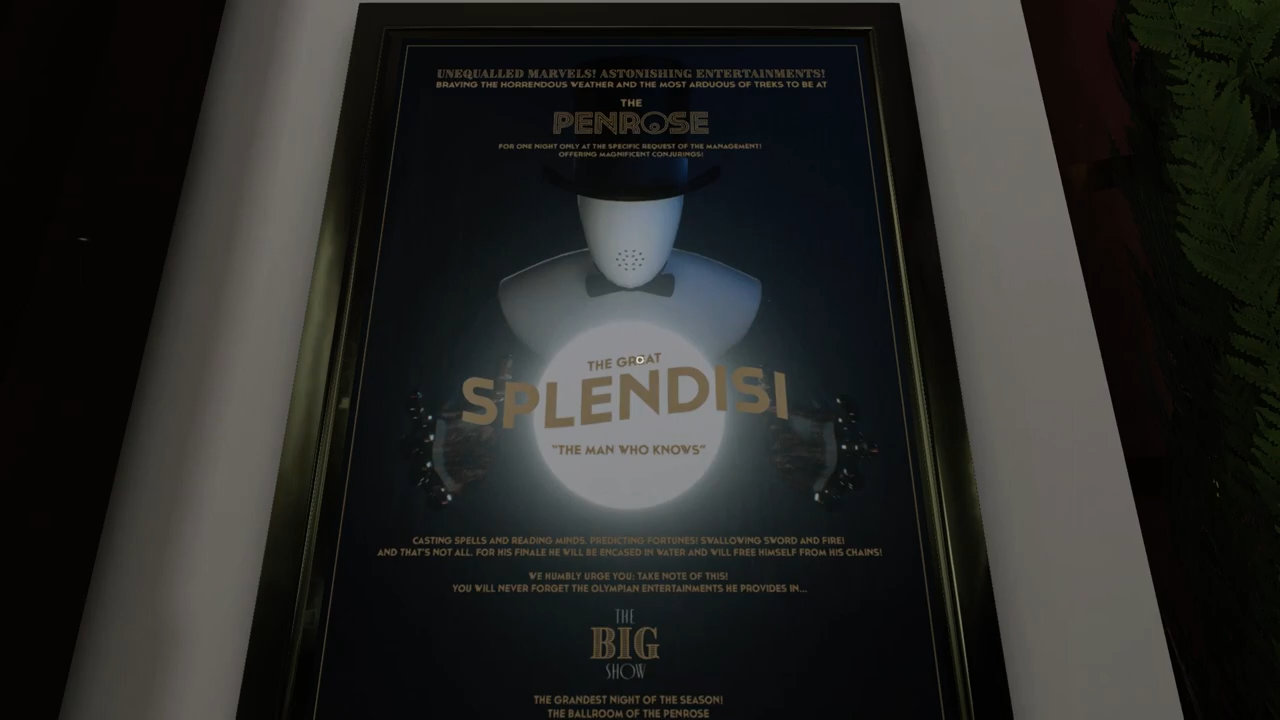 UNEQUALLED MARVELS! ASTONISHING ENTERTAINMENTS!
BRAVING THE HORRENDOUS WEATHER AND THE MOST ARDUOUS OF TREKS TO BE AT
THE
PENROSE
FOR ONE NIGHT ONLY AT THE SPECIFIC REQUEST OF THE MANAGEMENT!
OFFERING MAGNIFICENT CONJURINGS!
THE GREAT
SPLENDISI
"THE MAN WHO KNOWS"
CASTING SPELLS AND READING MINDS. PREDICTING FORTUNES! SWALLOWING SWORD AND FIRE!
AND THAT'S NOT ALL. FOR HIS FINALE HE WILL BE ENCASED IN WATER AND WILL FREE HIMSELF FROM HIS CHAINS!
WE HUMBLY URGE YOU: TAKE NOTE OF THIS!
YOU WILL NEVER FORGET THE OLYMPIAN ENTERTAINMENTS HE PROVIDES IN...
THE
BIG
SHOW
THE GRANDEST NIGHT OF THE SEASON!
THE BALLROOM OF THE PENROSE